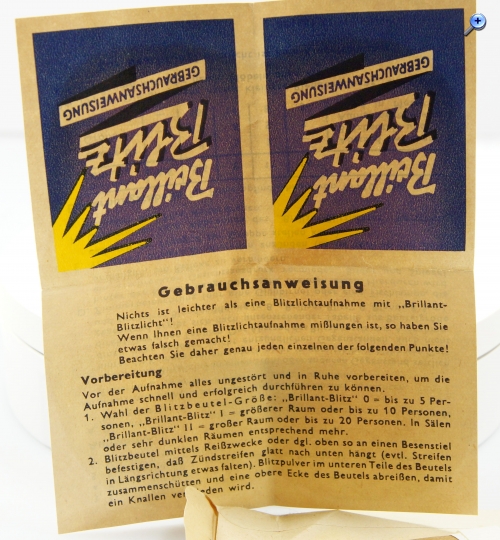 Brillant
Blitz
GEBRAUCHSANWEISUNG
Brillant
Blitz
GEBRAUCHSANWEISUNG
Gebrauchsanweisung
Nichts ist leichter als eine Blitzlichtaufnahme mit „Brillant-
Blitzlicht“!
Wenn Ihnen eine Blitzlichtaufnahme mißlungen ist, so haben Sie
etwas falsch gemacht!
Beachten Sie daher genau jeden einzelnen der folgenden Punkte!
Vorbereitung
Vor der Aufnahme alles ungestört und in Ruhe vorbereiten, um die
Aufnahme schnell und erfolgreich durchführen zu können.
1. Wahl der Blitzbeutel-Größe: „Brillant-Blitz“ 0 = bis zu 5 Per-
sonen, „Brillant-Blitz“ I = größerer Raum oder bis zu 10 Personen,
„Brillant-Blitz“ II = großer Raum oder bis zu 20 Personen. In Sälen
oder sehr dunklen Räumen entsprechend mehr.
2. Blitzbeutel mittels Reißzwecke oder dgl. oben so an einen Besenstiel
befestigen, daß Zündstreifen glatt nach unten hängt (evtl. Streifen
in Längsrichtung etwas falten). Blitzpulver im unteren Teile des Beutels
zusammenschütten und eine obere Ecke des Beutels abreißen, damit
ein Knallen wird.